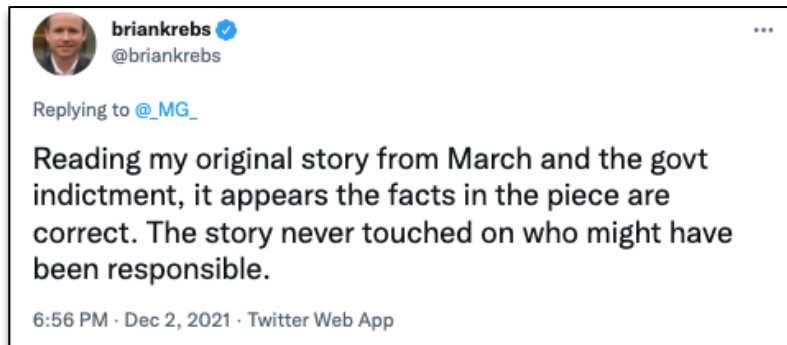 briankrebs
@briankrebs
Replying to @_MG_
Reading my original story from March and the govt
indictment, it appears the facts in the piece are
correct. The story never touched on who might have
been responsible.
6:56 PM · Dec 2, 2021 · Twitter Web App